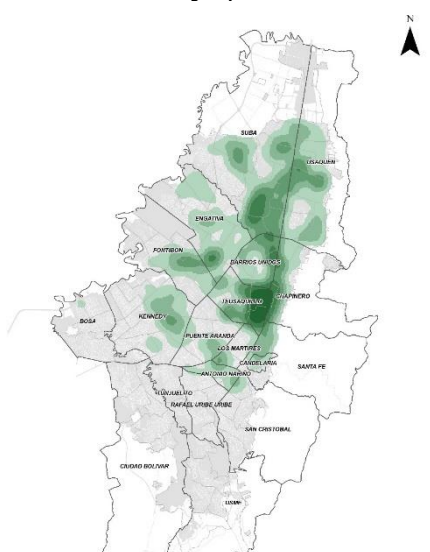 N
SUBA
USAQUEN
ENGATIVA
FONTIBON
BARRIOS UNIDOS
TEUSAQUILLO
CHAPINERO
BOSA
KENNEDY
PUENTE ARANDA
LOS MARTIRES
CANDELARIA
SANTA FE
ANTONIO NARIÑO
TUNJUELITO
RAFAEL URIBE URIBE
SAN CRISTOBAL
CIUDAD BOLIVAR
USME